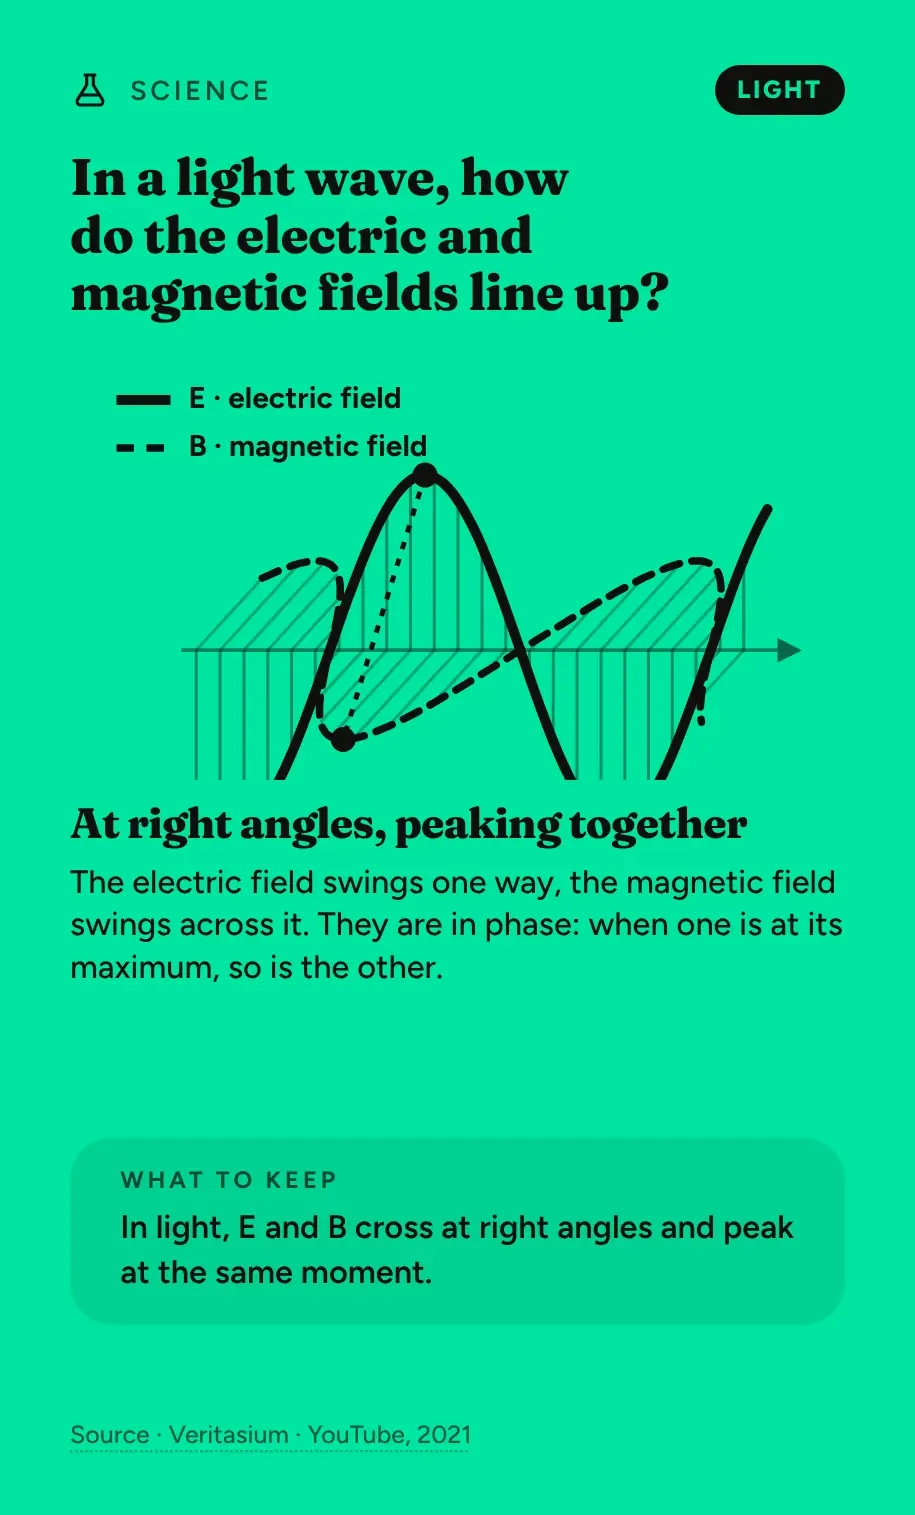 SCIENCE
LIGHT
In a light wave, how
do the electric and
magnetic fields line up?
E · electric field
B · magnetic field
At right angles, peaking together
The electric field swings one way, the magnetic field
swings across it. They are in phase: when one is at its
maximum, so is the other.
WHAT TO KEEP
In light, E and B cross at right angles and peak
at the same moment.
Source · Veritasium · YouTube, 2021